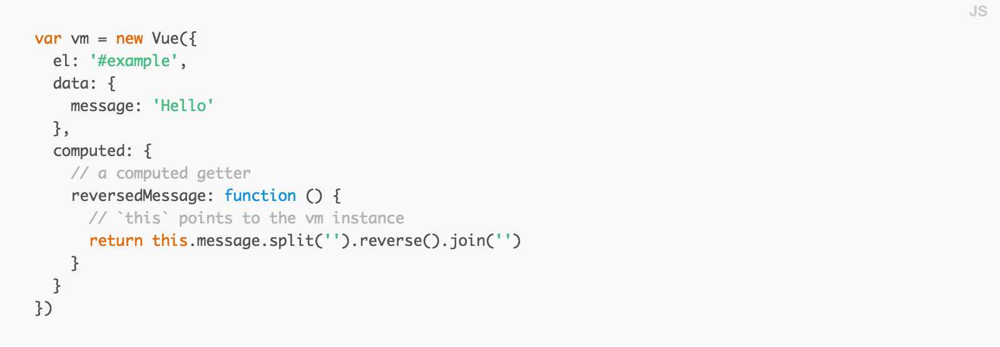 JS
var vm = new Vue({
  el: '#example',
  data: {
    message: 'Hello'
  },
  computed: {
    // a computed getter
    reversedMessage: function () {
      // `this` points to the vm instance
      return this.message.split('').reverse().join('')
    }
  }
})